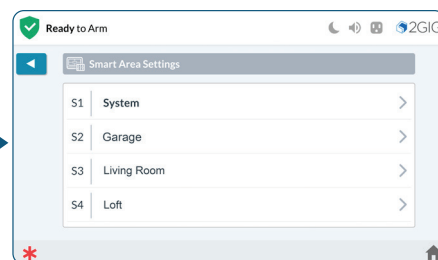 Ready to Arm
2GIG
Smart Area Settings
S1 System
S2 Garage
S3 Living Room
S4 Loft